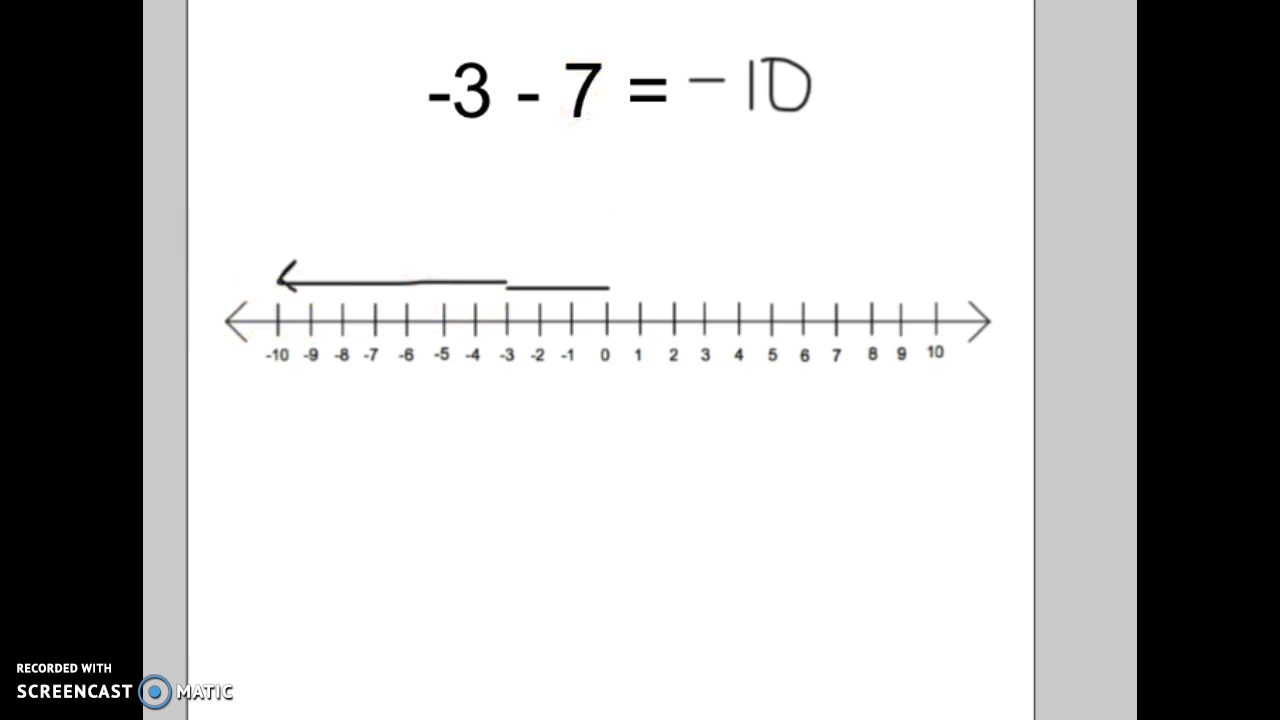 -3 - 7 = -10
-10 -9 -8 -7 -6 -5 -4 -3 -2 -1 0 1 2 3 4 5 6 7 8 9 10
RECORDED WITH
SCREENCAST MATIC